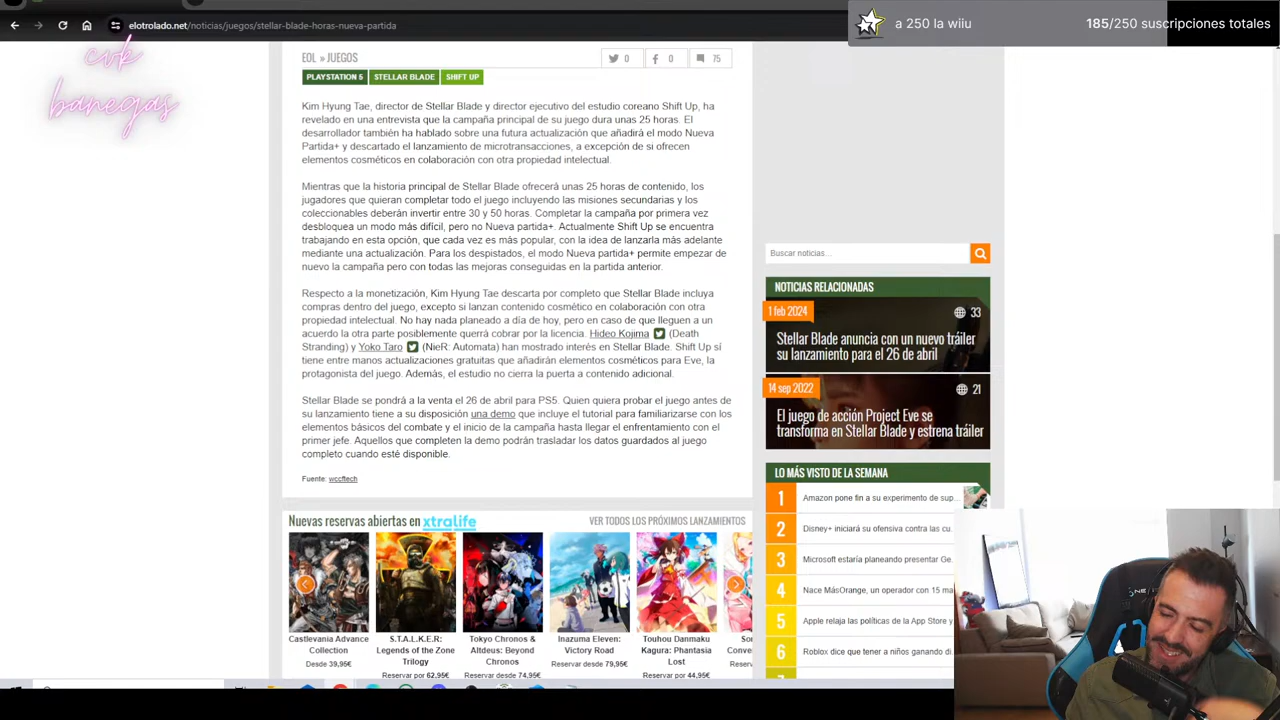 elotrolado.net/noticias/juegos/stellar-blade-horas-nueva-partida
a 250 la wiiu
185/250 suscripciones totales
cvk
banegas
EOL » JUEGOS
0
0
75
PLAYSTATION 5
STELLAR BLADE
SHIFT UP
Kim Hyung Tae, director de Stellar Blade y director ejecutivo del estudio coreano Shift Up, ha
revelado en una entrevista que la campaña principal de su juego dura unas 25 horas. El
desarrollador también ha hablado sobre una futura actualización que añadirá el modo Nueva
Partida+ y descartado el lanzamiento de microtransacciones, a excepción de si ofrecen
elementos cosméticos en colaboración con otra propiedad intelectual.
Mientras que la historia principal de Stellar Blade ofrecerá unas 25 horas de contenido, los
jugadores que quieran completar todo el juego incluyendo las misiones secundarias y los
coleccionables deberán invertir entre 30 y 50 horas. Completar la campaña por primera vez
desbloquea un modo más difícil, pero no Nueva partida+. Actualmente Shift Up se encuentra
trabajando en esta opción, que cada vez es más popular, con la idea de lanzarla más adelante
mediante una actualización. Para los despistados, el modo Nueva partida+ permite empezar de
nuevo la campaña pero con todas las mejoras conseguidas en la partida anterior.
Respecto a la monetización, Kim Hyung Tae descarta por completo que Stellar Blade incluya
compras dentro del juego, excepto si lanzan contenido cosmético en colaboración con otra
propiedad intelectual. No hay nada planeado a día de hoy, pero en caso de que lleguen a un
acuerdo la otra parte posiblemente querrá cobrar por la licencia. Hideo Kojima (Death
Stranding) y Yoko Taro (NieR: Automata) han mostrado interés en Stellar Blade. Shift Up sí
tiene entre manos actualizaciones gratuitas que añadirán elementos cosméticos para Eve, la
protagonista del juego. Además, el estudio no cierra la puerta a contenido adicional.
Stellar Blade se pondrá a la venta el 26 de abril para PS5. Quien quiera probar el juego antes de
su lanzamiento tiene a su disposición una demo que incluye el tutorial para familiarizarse con los
elementos básicos del combate y el inicio de la campaña hasta llegar el enfrentamiento con el
primer jefe. Aquellos que completen la demo podrán trasladar los datos guardados al juego
completo cuando esté disponible.
Fuente: wccftech
Nuevas reservas abiertas en xtralife
VER TODOS LOS PRÓXIMOS LANZAMIENTOS
Castlevania Advance
Collection
Desde 39,95€
S.T.A.L.K.E.R:
Legends of the Zone
Trilogy
Reservar por 62,95€
Tokyo Chronos &
Altdeus: Beyond
Chronos
Reservar desde 74,95€
Inazuma Eleven:
Victory Road
Reservar desde 79,95€
Touhou Danmaku
Kagura: Phantasia
Lost
Reservar por 44,95€
So
Conve
Rese
Buscar noticias...
NOTICIAS RELACIONADAS
1 feb 2024
33
Stellar Blade anuncia con un nuevo tráiler
su lanzamiento para el 26 de abril
14 sep 2022
21
El juego de acción Project Eve se
transforma en Stellar Blade y estrena tráiler
LO MÁS VISTO DE LA SEMANA
1 Amazon pone fin a su experimento de sup...
2 Disney+ iniciará su ofensiva contra las cu
3 Microsoft estaría planeando presentar Ge
4 Nace MásOrange, un operador con 15 ma
5 Apple relaja las políticas de la App Store y
6 Roblox dice que tener a niños ganando di